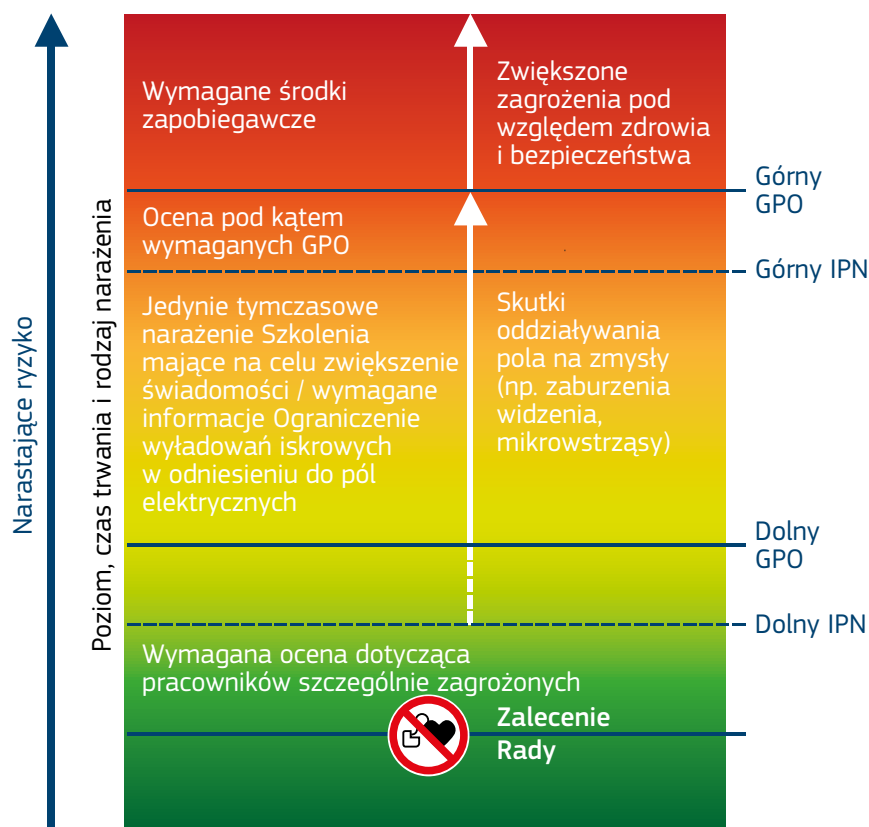 Narastające ryzyko
Poziom, czas trwania i rodzaj narażenia
Wymagane środki
zapobiegawcze
Zwiększone
zagrożenia pod
względem zdrowia
i bezpieczeństwa
Górny
GPO
Ocena pod kątem
wymaganych GPO
Górny IPN
Jedynie tymczasowe
narażenie Szkolenia
mające na celu zwiększenie
świadomości / wymagane
informacje Ograniczenie
wyładowań iskrowych
w odniesieniu do pól
elektrycznych
Skutki
oddziaływania
pola na zmysły
(np. zaburzenia
widzenia,
mikrowstrząsy)
Dolny
GPO
Dolny IPN
Wymagana ocena dotycząca
pracowników szczególnie zagrożonych
Zalecenie
Rady